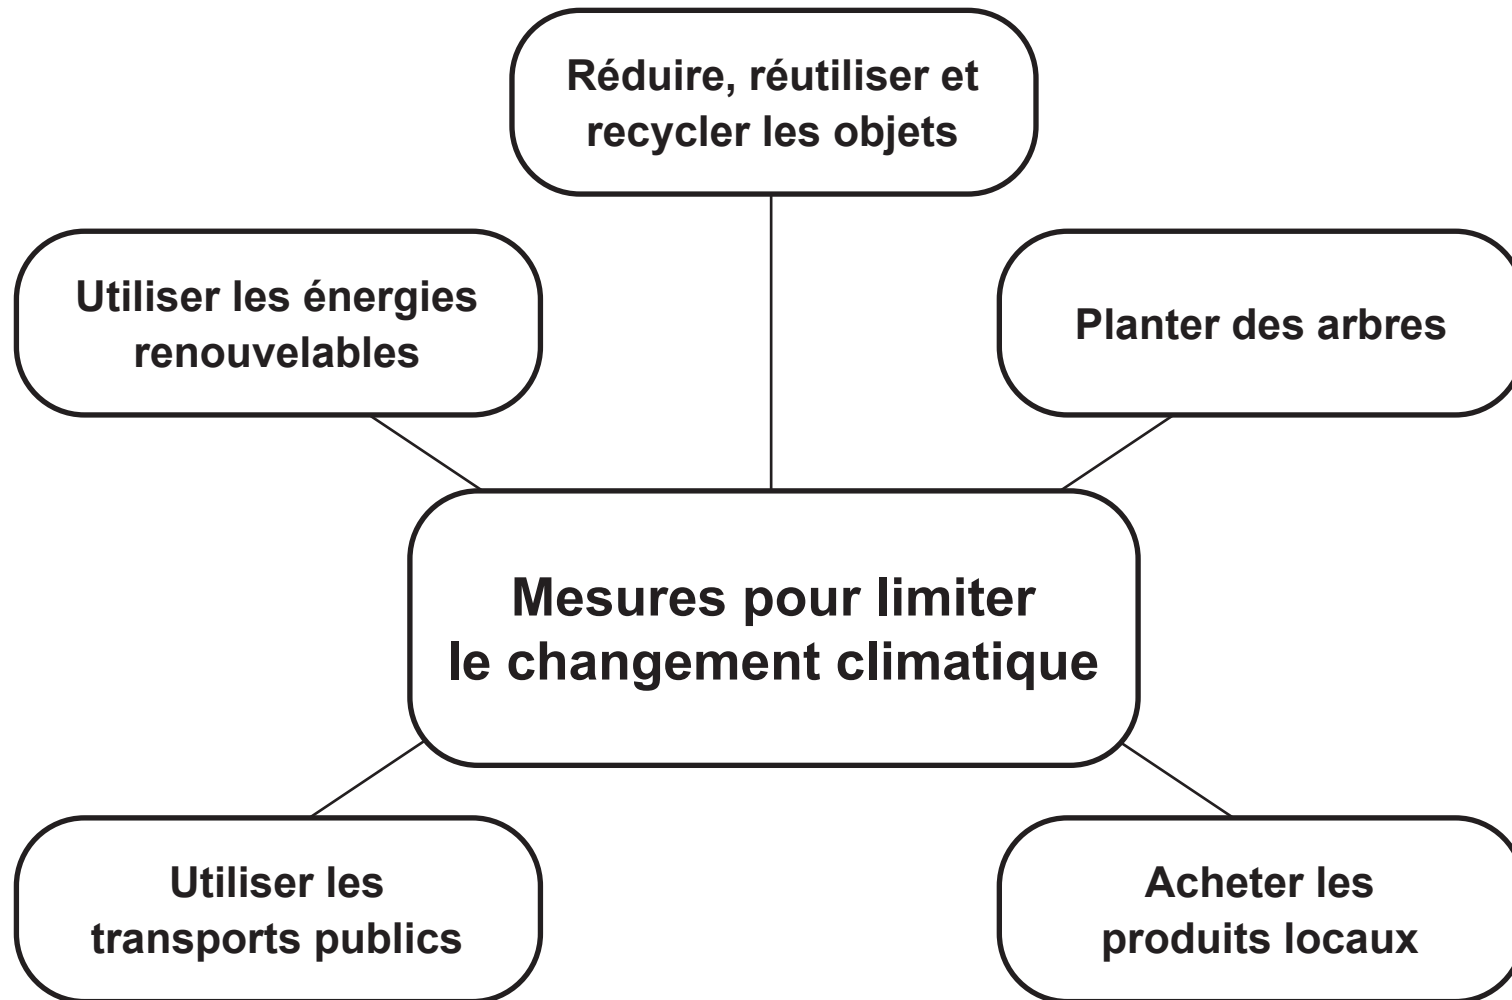 Réduire, réutiliser et
recycler les objets
Utiliser les énergies
renouvelables
Planter des arbres
Mesures pour limiter
le changement climatique
Utiliser les
transports publics
Acheter les
produits locaux